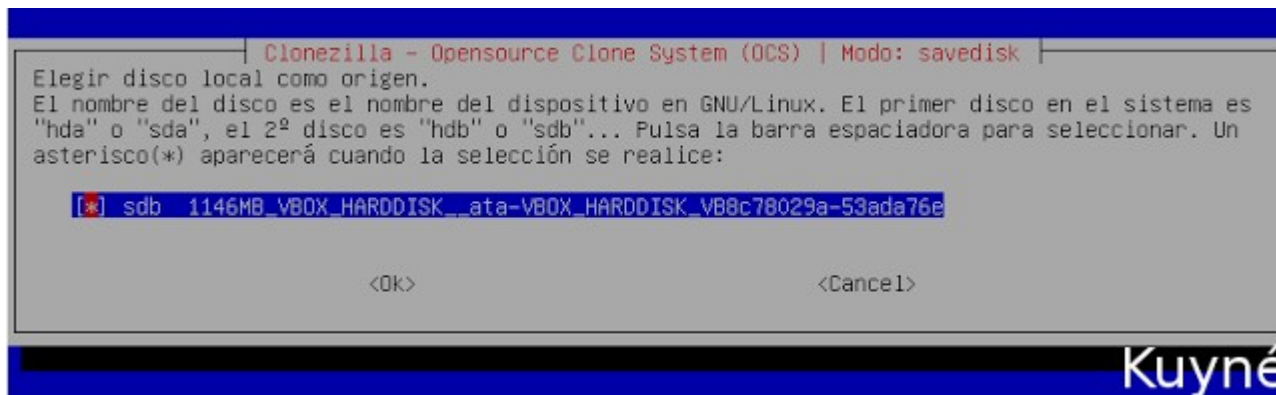 Clonezilla - Opensource Clone System (OCS) | Modo: savedisk
Elegir disco local como origen.
El nombre del disco es el nombre del dispositivo en GNU/Linux. El primer disco en el sistema es
"hda" o "sda", el 2º disco es "hdb" o "sdb"... Pulsa la barra espaciadora para seleccionar. Un
asterisco(*) aparecerá cuando la selección se realice:
[*] sdb 1146MB_VBOX_HARDDISK__ata-VBOX_HARDDISK_VB8c78029a-53ada76e
<Ok> <Cancel>
Kuyné